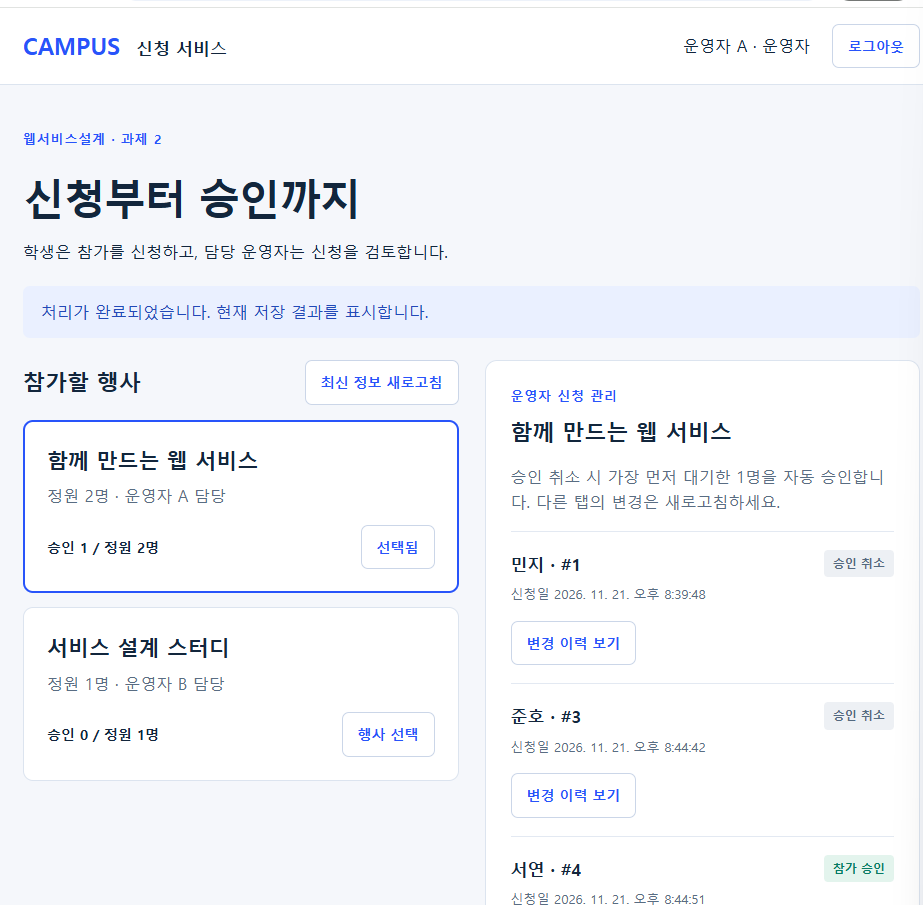 CAMPUS 신청 서비스
운영자 A · 운영자
로그아웃
웹서비스설계 · 과제 2
신청부터 승인까지
학생은 참가를 신청하고, 담당 운영자는 신청을 검토합니다.
처리가 완료되었습니다. 현재 저장 결과를 표시합니다.
참가할 행사
최신 정보 새로고침
함께 만드는 웹 서비스
정원 2명 · 운영자 A 담당
승인 1 / 정원 2명
선택됨
서비스 설계 스터디
정원 1명 · 운영자 B 담당
승인 0 / 정원 1명
행사 선택
운영자 신청 관리
함께 만드는 웹 서비스
승인 취소 시 가장 먼저 대기한 1명을 자동 승인합니
다. 다른 탭의 변경은 새로고침하세요.
민지 · #1
승인 취소
신청일 2026. 11. 21. 오후 8:39:48
변경 이력 보기
준호 · #3
승인 취소
신청일 2026. 11. 21. 오후 8:44:42
변경 이력 보기
서연 · #4
참가 승인
신청일 2026. 11. 21. 오후 8:44:51